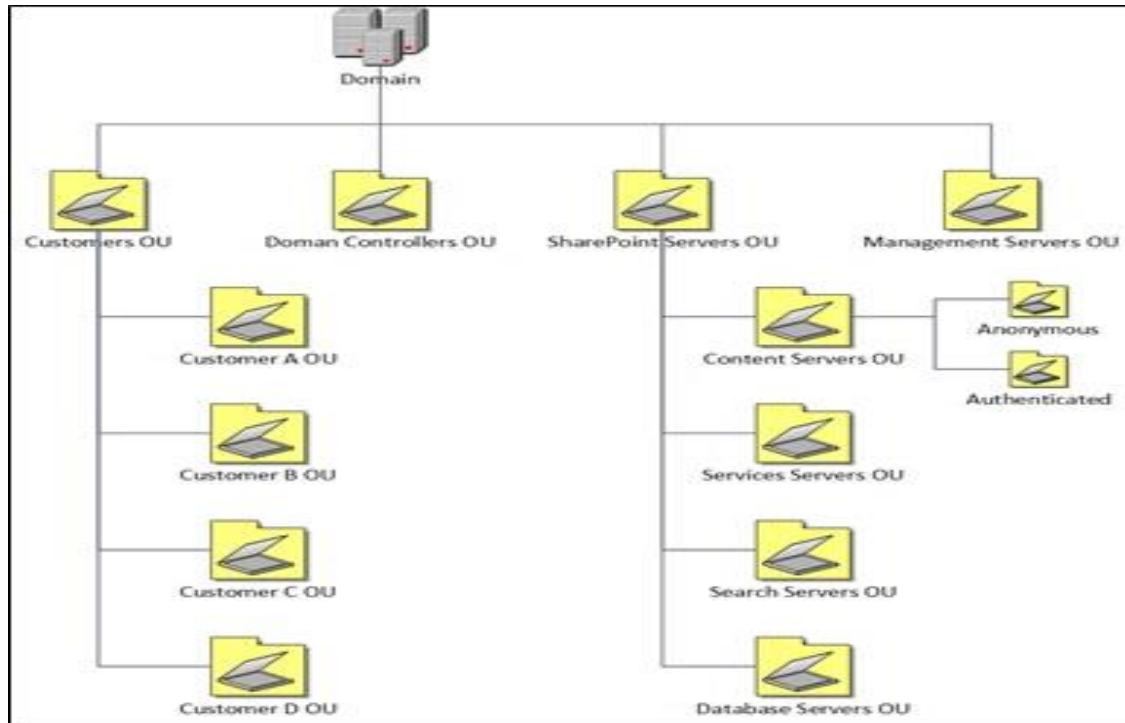 Domain
Customers OU
Doman Controllers OU
SharePoint Servers OU
Management Servers OU
Customer A OU
Content Servers OU
Anonymous
Authenticated
Customer B OU
Services Servers OU
Customer C OU
Search Servers OU
Customer D OU
Database Servers OU